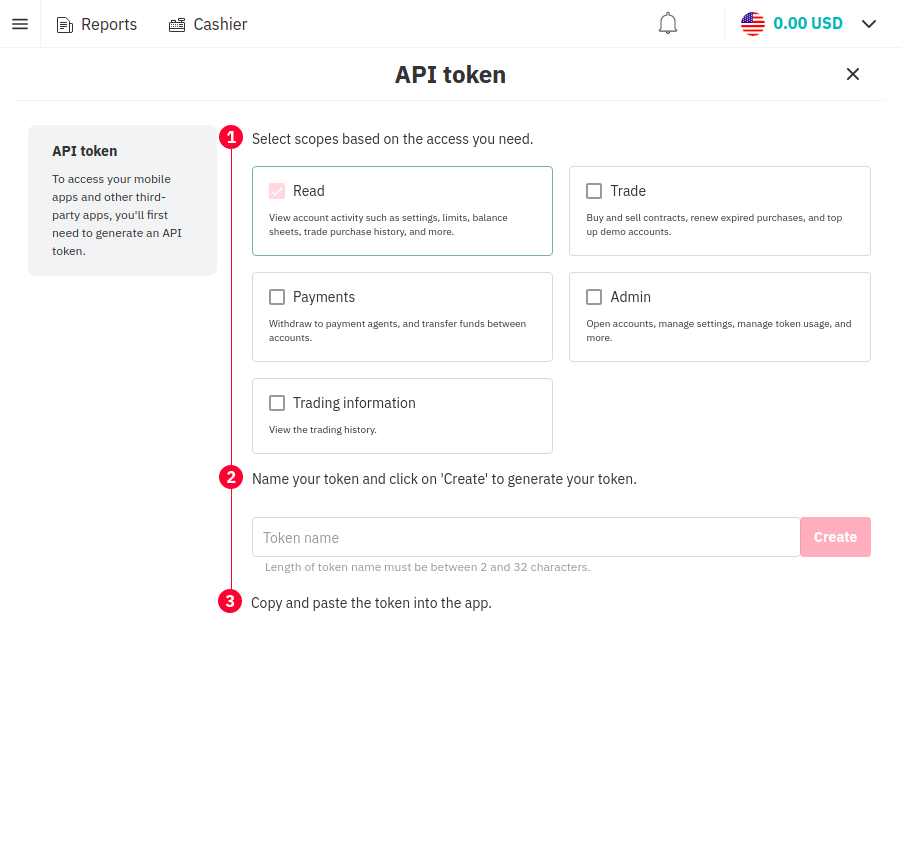 Reports
Cashier
0.00 USD
API token
API token
To access your mobile
apps and other third-
party apps, you'll first
need to generate an API
token.
1
Select scopes based on the access you need.
Read
View account activity such as settings, limits, balance
sheets, trade purchase history, and more.
Trade
Buy and sell contracts, renew expired purchases, and top
up demo accounts.
Payments
Withdraw to payment agents, and transfer funds between
accounts.
Admin
Open accounts, manage settings, manage token usage, and
more.
Trading information
View the trading history.
2
Name your token and click on 'Create' to generate your token.
Token name
Create
Length of token name must be between 2 and 32 characters.
3
Copy and paste the token into the app.